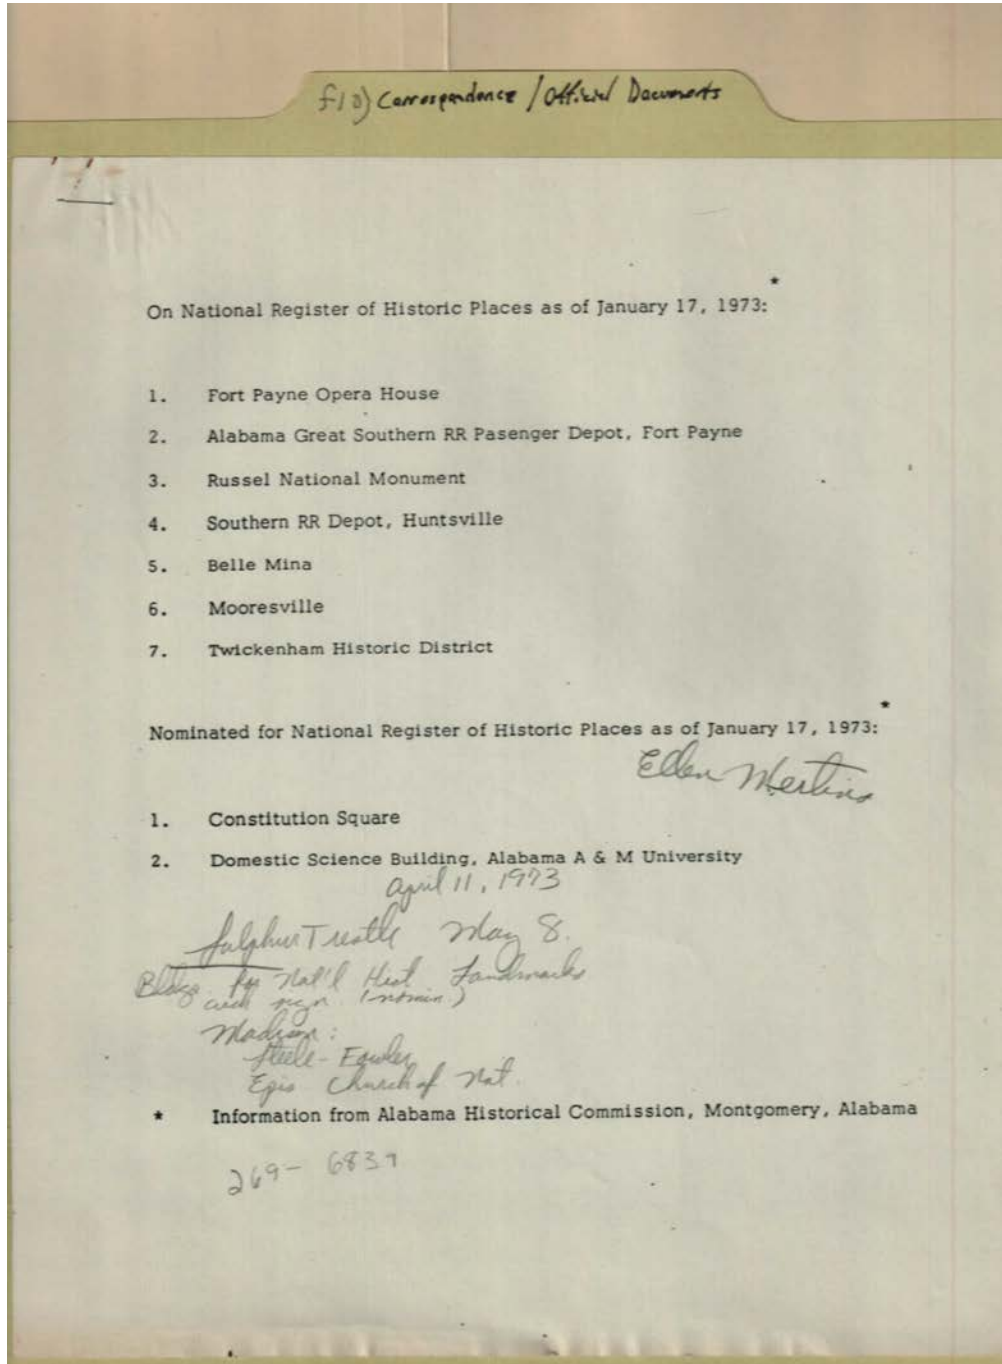 f10) Correspondence / Official Documents
*
On National Register of Historic Places as of January 17, 1973:
1. Fort Payne Opera House
2. Alabama Great Southern RR Pasenger Depot, Fort Payne
3. Russel National Monument
4. Southern RR Depot, Huntsville
5. Belle Mina
6. Mooresville
7. Twickenham Historic District
*
Nominated for National Register of Historic Places as of January 17, 1973:
Ellen Mertins
1. Constitution Square
2. Domestic Science Building, Alabama A & M University
April 11, 1973
Sulphur Trestle May 8.
Bldgs. for Nat'l Hist. Landmarks
arch sign. (nomin.)
Madison:
Steele-Fowler
Epis Church of Nat.
* Information from Alabama Historical Commission, Montgomery, Alabama
269-6839